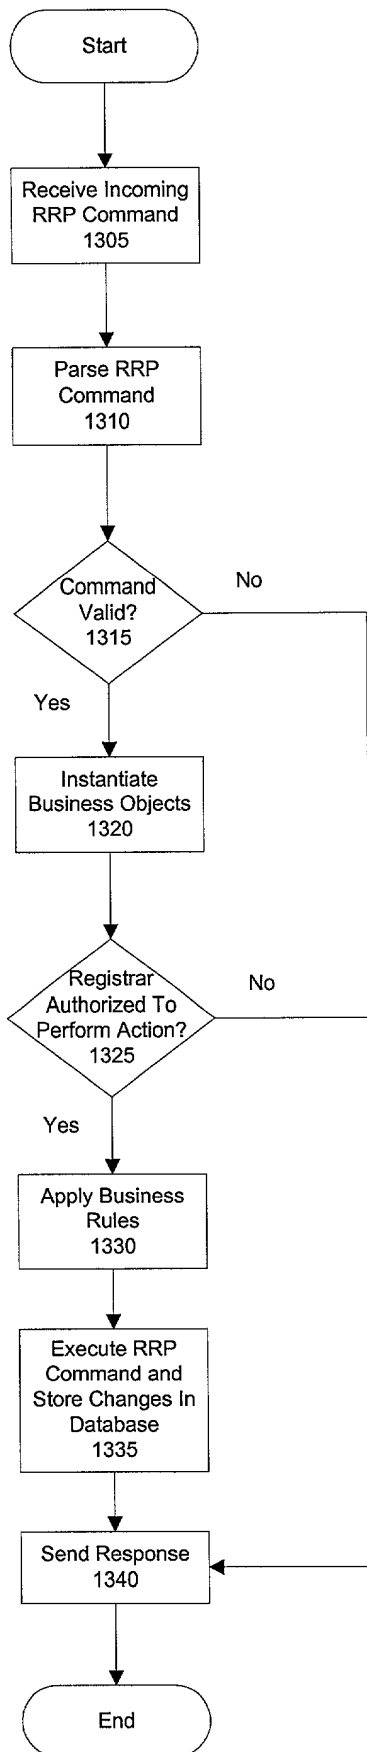 Start
Receive Incoming
RRP Command
1305
Parse RRP
Command
1310
Command
Valid?
1315
No
Yes
Instantiate
Business Objects
1320
Registrar
Authorized To
Perform Action?
1325
No
Yes
Apply Business
Rules
1330
Execute RRP
Command and
Store Changes In
Database
1335
Send Response
1340
End